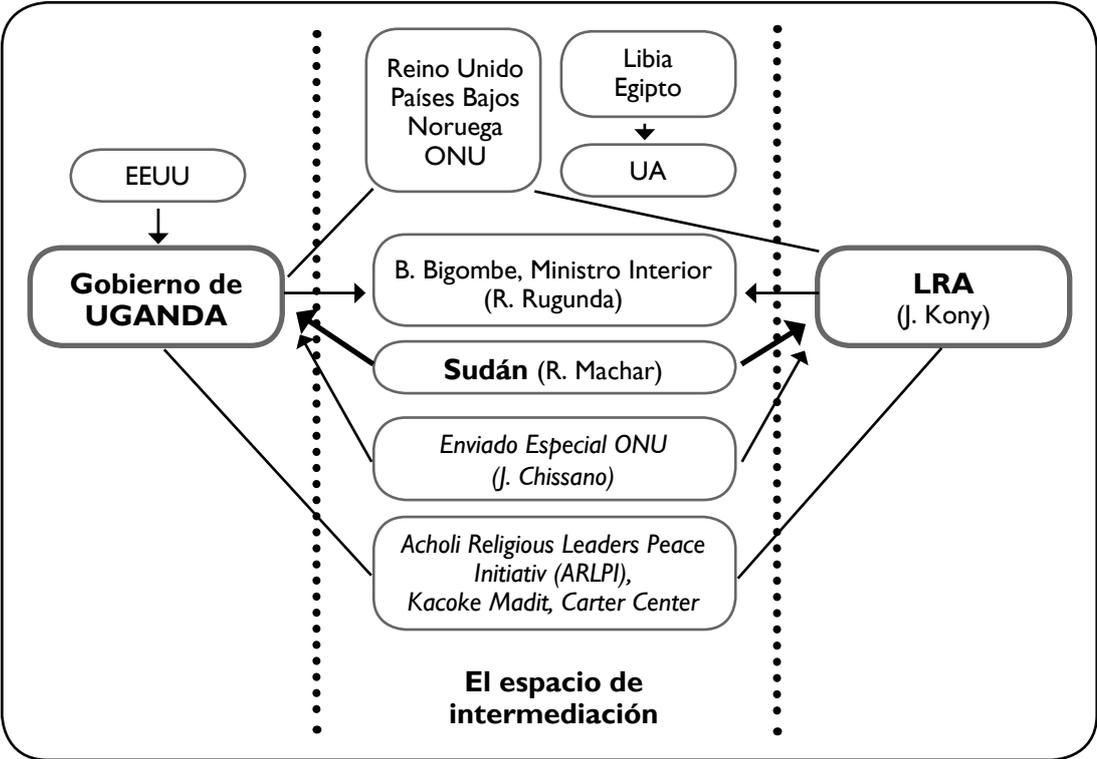 Reino Unido
Países Bajos
Noruega
ONU
Libia
Egipto
UA
EEUU
Gobierno de
UGANDA
B. Bigombe, Ministro Interior
(R. Rugunda)
LRA
(J. Kony)
Sudán (R. Machar)
Enviado Especial ONU
(J. Chissano)
Acholi Religious Leaders Peace
Initiativ (ARLPI),
Kacoke Madit, Carter Center
El espacio de
intermediación